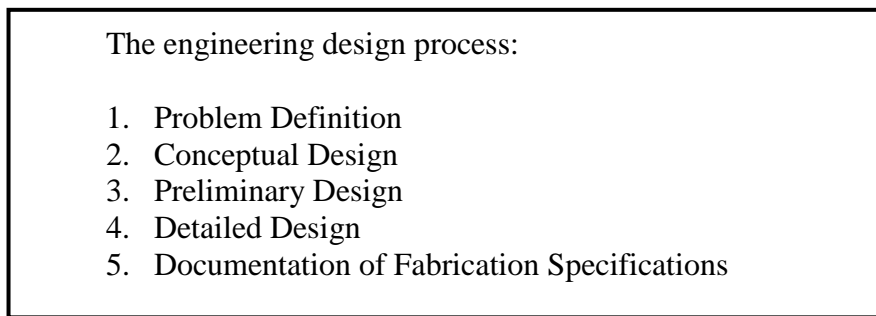 The engineering design process:
1. Problem Definition
2. Conceptual Design
3. Preliminary Design
4. Detailed Design
5. Documentation of Fabrication Specifications